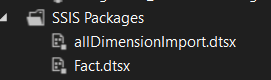 SSIS Packages
allDimensionImport.dtsx
Fact.dtsx